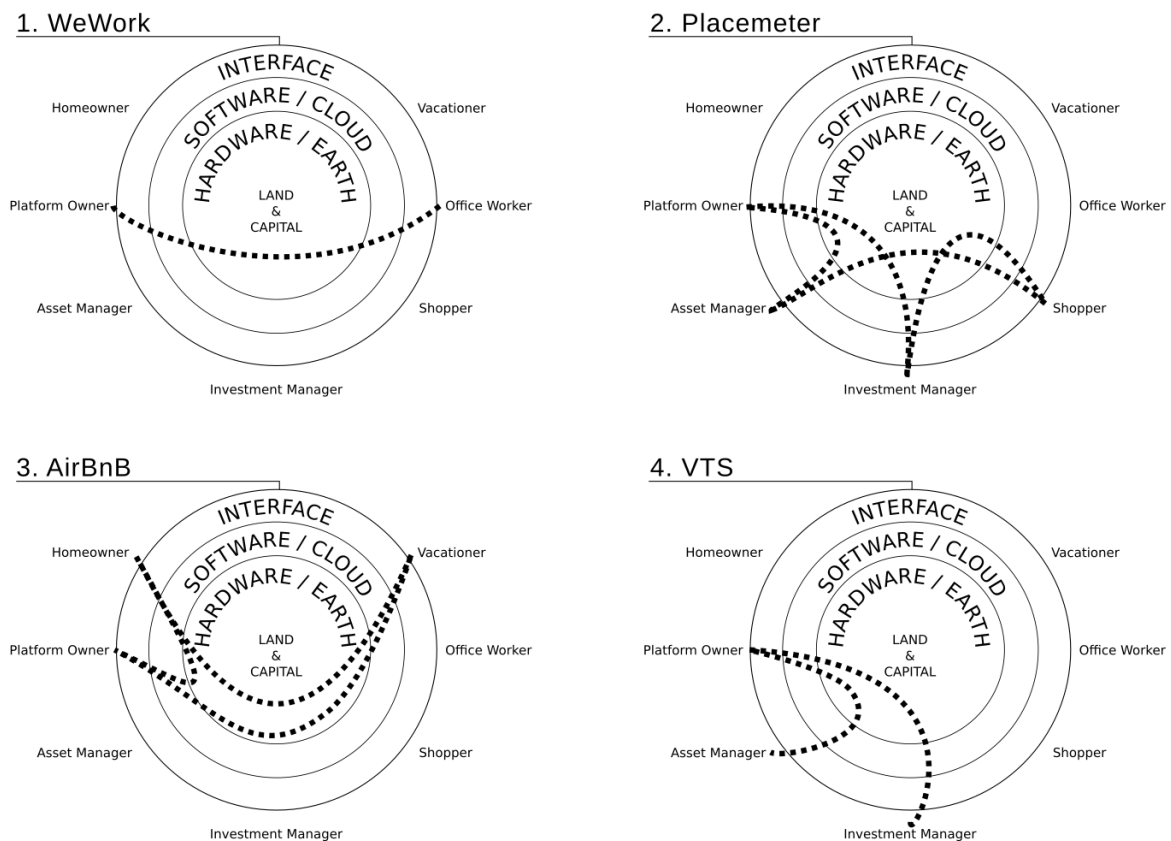 1. WeWork
INTERFACE
SOFTWARE / CLOUD
HARDWARE / EARTH
LAND
&
CAPITAL
Homeowner
Vacationer
Platform Owner
Office Worker
Asset Manager
Shopper
Investment Manager
2. Placemeter
INTERFACE
SOFTWARE / CLOUD
HARDWARE / EARTH
LAND
&
CAPITAL
Homeowner
Vacationer
Platform Owner
Office Worker
Asset Manager
Shopper
Investment Manager
3. AirBnB
INTERFACE
SOFTWARE / CLOUD
HARDWARE / EARTH
LAND
&
CAPITAL
Homeowner
Vacationer
Platform Owner
Office Worker
Asset Manager
Shopper
Investment Manager
4. VTS
INTERFACE
SOFTWARE / CLOUD
HARDWARE / EARTH
LAND
&
CAPITAL
Homeowner
Vacationer
Platform Owner
Office Worker
Asset Manager
Shopper
Investment Manager